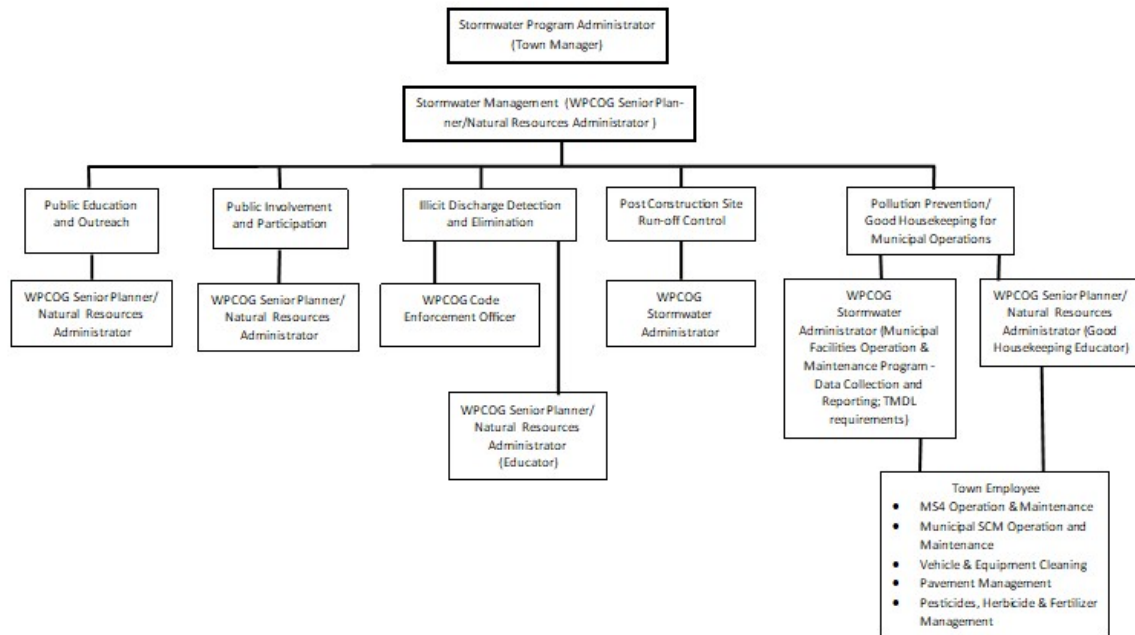 Stormwater Program Administrator
(Town Manager)
Stormwater Management (WPCOG Senior Plan-
ner/Natural Resources Administrator )
Public Education
and Outreach
Public Involvement
and Participation
Illicit Discharge Detection
and Elimination
Post Construction Site
Run-off Control
Pollution Prevention/
Good Housekeeping for
Municipal Operations
WPCOG Senior Planner/
Natural Resources
Administrator
WPCOG Senior Planner/
Natural Resources
Administrator
WPCOG Code
Enforcement Officer
WPCOG
Stormwater
Administrator
WPCOG
Stormwater
Administrator (Municipal
Facilities Operation &
Maintenance Program -
Data Collection and
Reporting; TMDL
requirements)
WPCOG Senior Planner/
Natural Resources
Administrator (Good
Housekeeping Educator)
WPCOG Senior Planner/
Natural Resources
Administrator
(Educator)
Town Employee
● MS4 Operation & Maintenance
● Municipal SCM Operation and
Maintenance
● Vehicle & Equipment Cleaning
● Pavement Management
● Pesticides, Herbicide & Fertilizer
Management